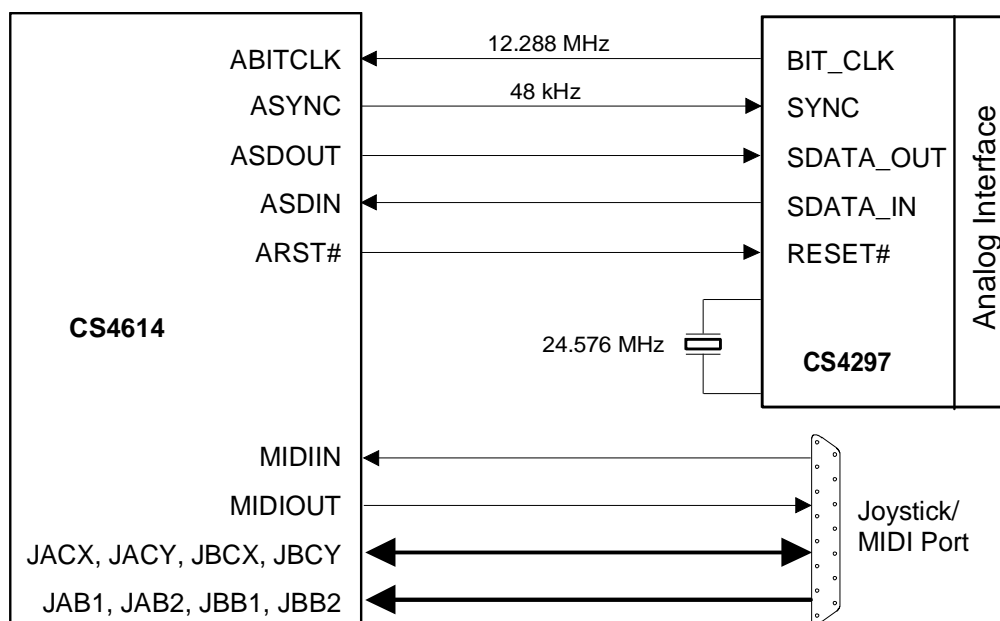 ABITCLK
12.288 MHz
BIT_CLK
ASYNC
48 kHz
SYNC
ASDOUT
SDATA_OUT
ASDIN
SDATA_IN
ARST#
RESET#
Analog Interface
CS4614
24.576 MHz
CS4297
MIDIIN
MIDIOUT
Joystick/
MIDI Port
JACX, JACY, JBCX, JBCY
JAB1, JAB2, JBB1, JBB2